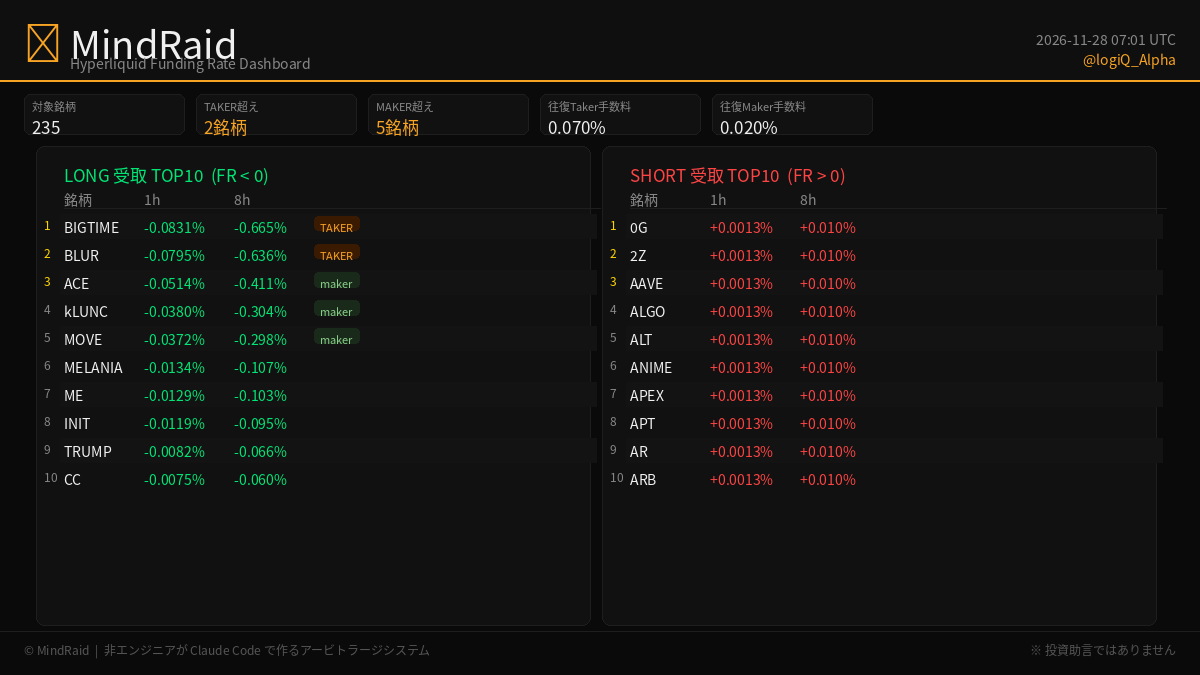 MindRaid
Hyperliquid Funding Rate Dashboard
2026-11-28 07:01 UTC
@logiQ_Alpha
対象銘柄
235
TAKER超え
2銘柄
MAKER超え
5銘柄
往復Taker手数料
0.070%
往復Maker手数料
0.020%
LONG 受取 TOP10 (FR < 0)
銘柄 1h 8h
1 BIGTIME -0.0831% -0.665% TAKER
2 BLUR -0.0795% -0.636% TAKER
3 ACE -0.0514% -0.411% maker
4 kLUNC -0.0380% -0.304% maker
5 MOVE -0.0372% -0.298% maker
6 MELANIA -0.0134% -0.107%
7 ME -0.0129% -0.103%
8 INIT -0.0119% -0.095%
9 TRUMP -0.0082% -0.066%
10 CC -0.0075% -0.060%
SHORT 受取 TOP10 (FR > 0)
銘柄 1h 8h
1 0G +0.0013% +0.010%
2 2Z +0.0013% +0.010%
3 AAVE +0.0013% +0.010%
4 ALGO +0.0013% +0.010%
5 ALT +0.0013% +0.010%
6 ANIME +0.0013% +0.010%
7 APEX +0.0013% +0.010%
8 APT +0.0013% +0.010%
9 AR +0.0013% +0.010%
10 ARB +0.0013% +0.010%
© MindRaid | 非エンジニアが Claude Code で作るアービトラージシステム
※ 投資助言ではありません